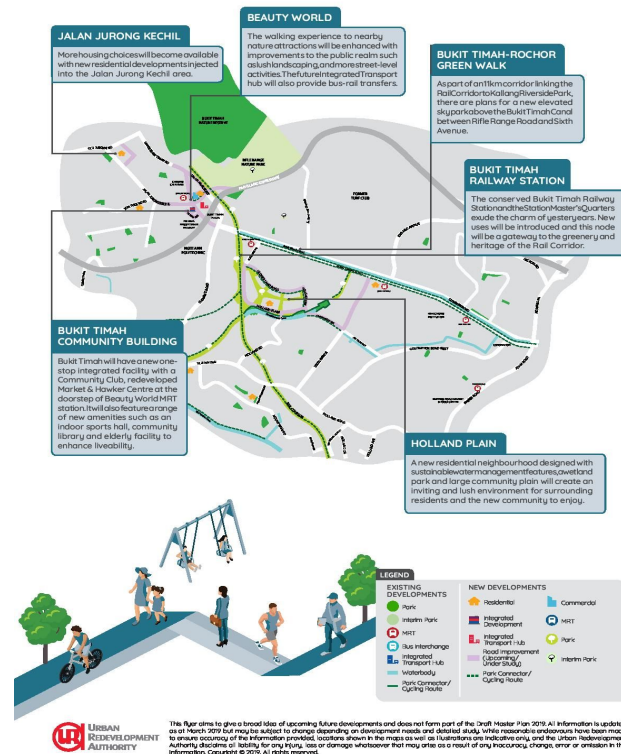 BEAUTY WORLD
The walking experience to nearby
nature attractions will be enhanced with
improvements to the public realm such
as lush landscaping, and more street-level
activities. The future Integrated Transport
hub will also provide bus-rail transfers.
JALAN JURONG KECHIL
More housing choices will become available
with new residential developments injected
into the Jalan Jurong Kechil area.
BUKIT TIMAH-ROCHOR
GREEN WALK
As part of an 11km corridor linking the
Rail Corridor to Kallang Riverside Park,
there are plans for a new elevated
sky park above the Bukit Timah Canal
between Rifle Range Road and Sixth
Avenue.
BUKIT TIMAH
RAILWAY STATION
The conserved Bukit Timah Railway
Station and the Station Master's Quarters
exude the charm of yesteryears. New
uses will be introduced and this node
will be a gateway to the greenery and
heritage of the Rail Corridor.
RIFLE RANGE
NATURE PARK
FORMER
TURF CLUB
BUKIT TIMAH
COMMUNITY BUILDING
Bukit Timah will have a new one-
stop integrated facility with a
Community Club, redeveloped
Market & Hawker Centre at the
doorstep of Beauty World MRT
station. It will also feature a range
of new amenities such as an
indoor sports hall, community
library and elderly facility to
enhance liveability.
HOLLAND PLAIN
A new residential neighbourhood designed with
sustainable water management features, a wetland
park and large community plain will create an
inviting and lush environment for surrounding
residents and the new community to enjoy.
LEGEND
EXISTING
DEVELOPMENTS
Park
Interim Park
MRT
Bus Interchange
Integrated
Transport Hub
Waterbody
Park Connector/
Cycling Route
NEW DEVELOPMENTS
Residential
Integrated
Development
Integrated
Transport Hub
Road Improvement
(Upcoming/
Under Study)
Park Connector/
Cycling Route
Commercial
MRT
Park
Interim Park
URBAN
REDEVELOPMENT
AUTHORITY
This flyer aims to give a broad idea of upcoming future developments and does not form part of the Draft Master Plan 2019. All information is update
as at March 2019 but may be subject to change depending on development needs and detailed study. While reasonable endeavours have been mad
to ensure accuracy of the information provided, locations shown in the maps as well as illustrations are indicative only, and the Urban Redevelopme
Authority disclaims all liability for any injury, loss or damage whatsoever that may arise as a result of any inaccuracy, change, error or omission in th
information. Copyright © 2019. All rights reserved.